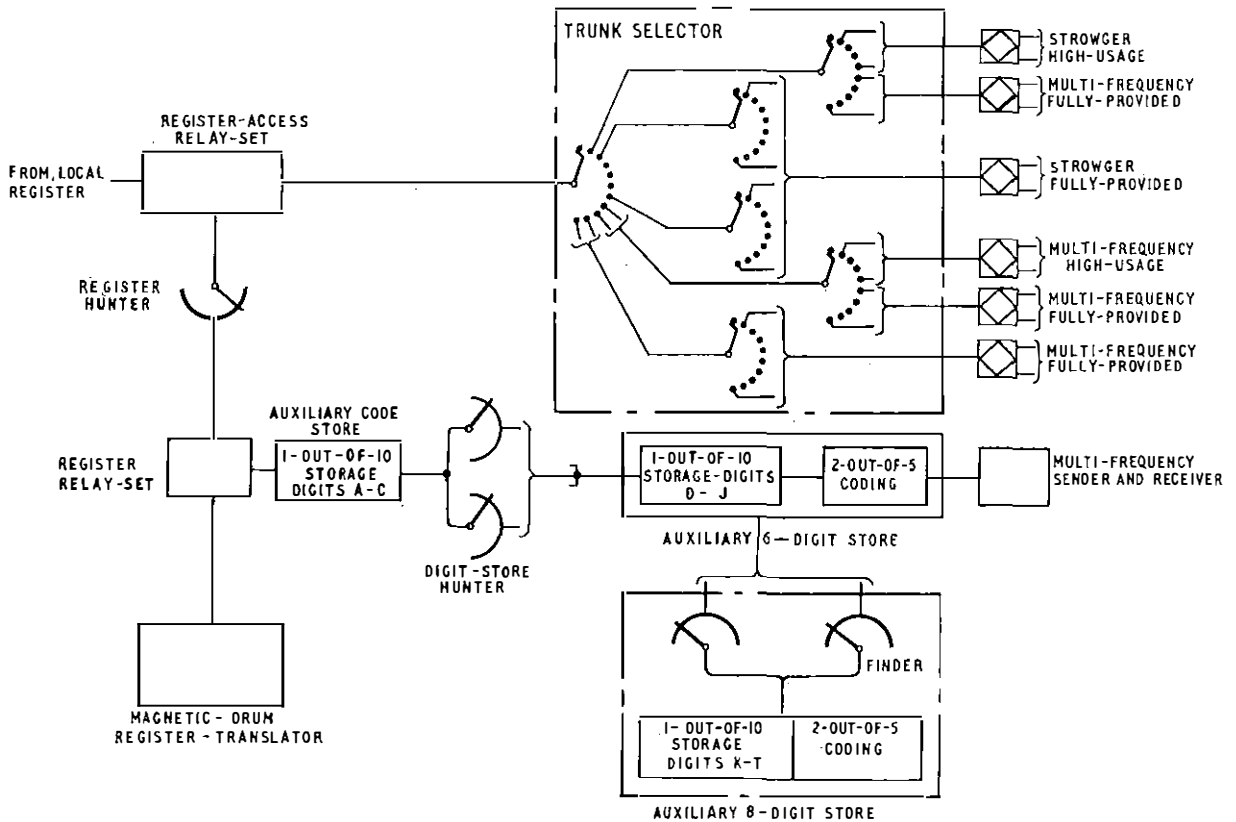 TRUNK SELECTOR
STROWGER
HIGH-USAGE
MULTI-FREQUENCY
FULLY-PROVIDED
REGISTER-ACCESS
RELAY-SET
FROM, LOCAL
REGISTER
STROWGER
FULLY-PROVIDED
MULTI-FREQUENCY
HIGH-USAGE
REGISTER
HUNTER
MULTI-FREQUENCY
FULLY-PROVIDED
MULTI-FREQUENCY
FULLY-PROVIDED
AUXILIARY CODE
STORE
REGISTER
RELAY-SET
1-OUT-OF-10
STORAGE
DIGITS A-C
1-OUT-OF-10
STORAGE-DIGITS
D - J
2-OUT-OF-5
CODING
MULTI-FREQUENCY
SENDER AND RECEIVER
AUXILIARY 6-DIGIT STORE
DIGIT-STORE
HUNTER
FINDER
MAGNETIC-DRUM
REGISTER-TRANSLATOR
1-OUT-OF-10
STORAGE
DIGITS K-T
2-OUT-OF-5
CODING
AUXILIARY 8-DIGIT STORE